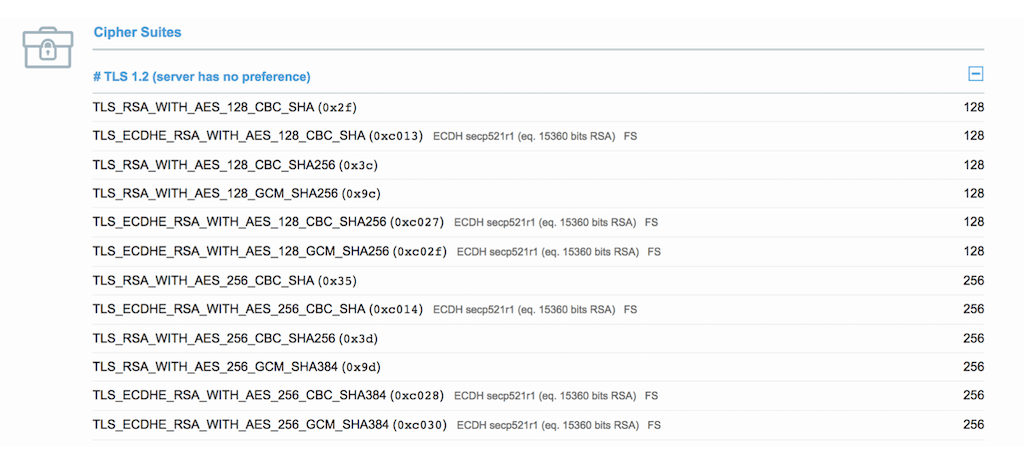 Cipher Suites
# TLS 1.2 (server has no preference)
TLS_RSA_WITH_AES_128_CBC_SHA (0x2f) 128
TLS_ECDHE_RSA_WITH_AES_128_CBC_SHA (0xc013) ECDH secp521r1 (eq. 15360 bits RSA) FS 128
TLS_RSA_WITH_AES_128_CBC_SHA256 (0x3c) 128
TLS_RSA_WITH_AES_128_GCM_SHA256 (0x9c) 128
TLS_ECDHE_RSA_WITH_AES_128_CBC_SHA256 (0xc027) ECDH secp521r1 (eq. 15360 bits RSA) FS 128
TLS_ECDHE_RSA_WITH_AES_128_GCM_SHA256 (0xc02f) ECDH secp521r1 (eq. 15360 bits RSA) FS 128
TLS_RSA_WITH_AES_256_CBC_SHA (0x35) 256
TLS_ECDHE_RSA_WITH_AES_256_CBC_SHA (0xc014) ECDH secp521r1 (eq. 15360 bits RSA) FS 256
TLS_RSA_WITH_AES_256_CBC_SHA256 (0x3d) 256
TLS_RSA_WITH_AES_256_GCM_SHA384 (0x9d) 256
TLS_ECDHE_RSA_WITH_AES_256_CBC_SHA384 (0xc028) ECDH secp521r1 (eq. 15360 bits RSA) FS 256
TLS_ECDHE_RSA_WITH_AES_256_GCM_SHA384 (0xc030) ECDH secp521r1 (eq. 15360 bits RSA) FS 256